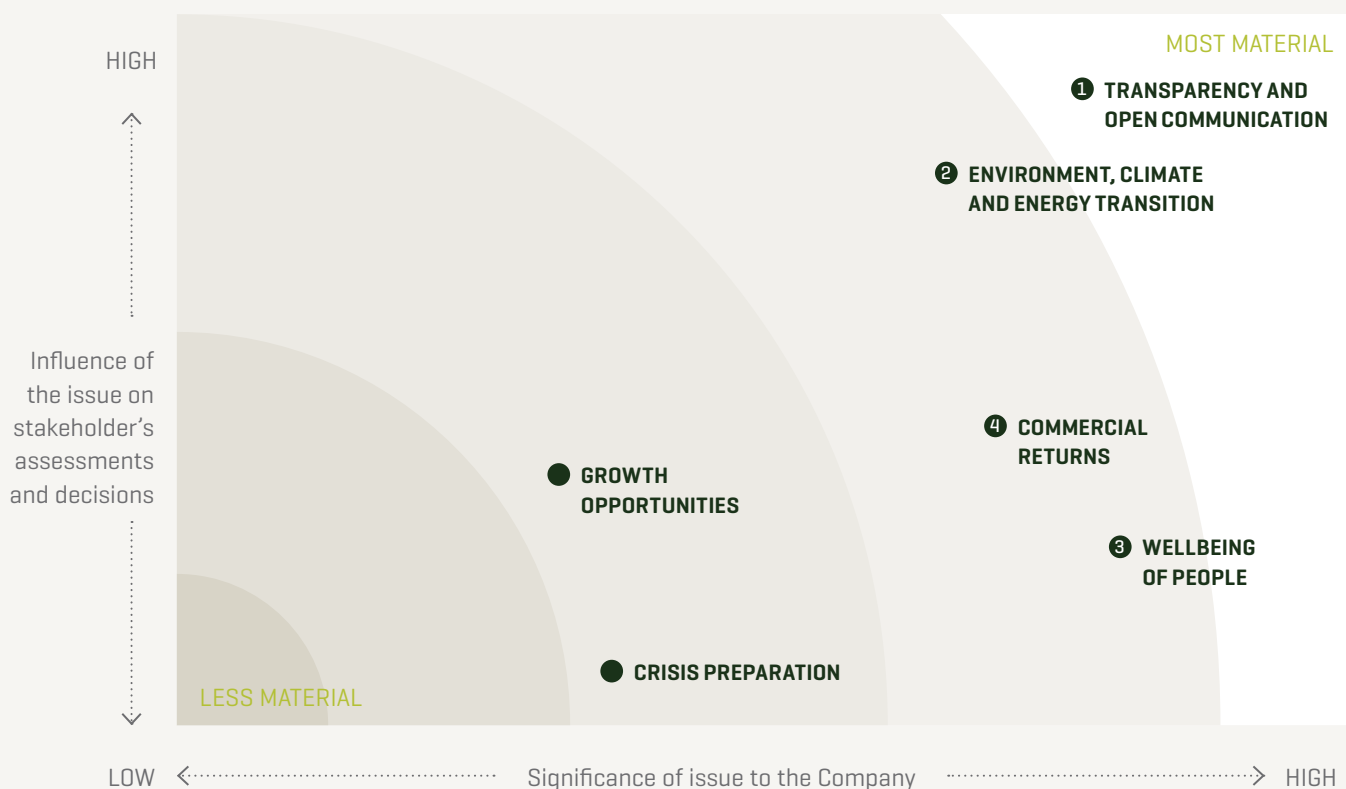 HIGH
MOST MATERIAL
1 TRANSPARENCY AND
OPEN COMMUNICATION
2 ENVIRONMENT, CLIMATE
AND ENERGY TRANSITION
Influence of
the issue on
stakeholder's
assessments
and decisions
4 COMMERCIAL
RETURNS
GROWTH
OPPORTUNITIES
3 WELLBEING
OF PEOPLE
CRISIS PREPARATION
LESS MATERIAL
LOW
Significance of issue to the Company
HIGH